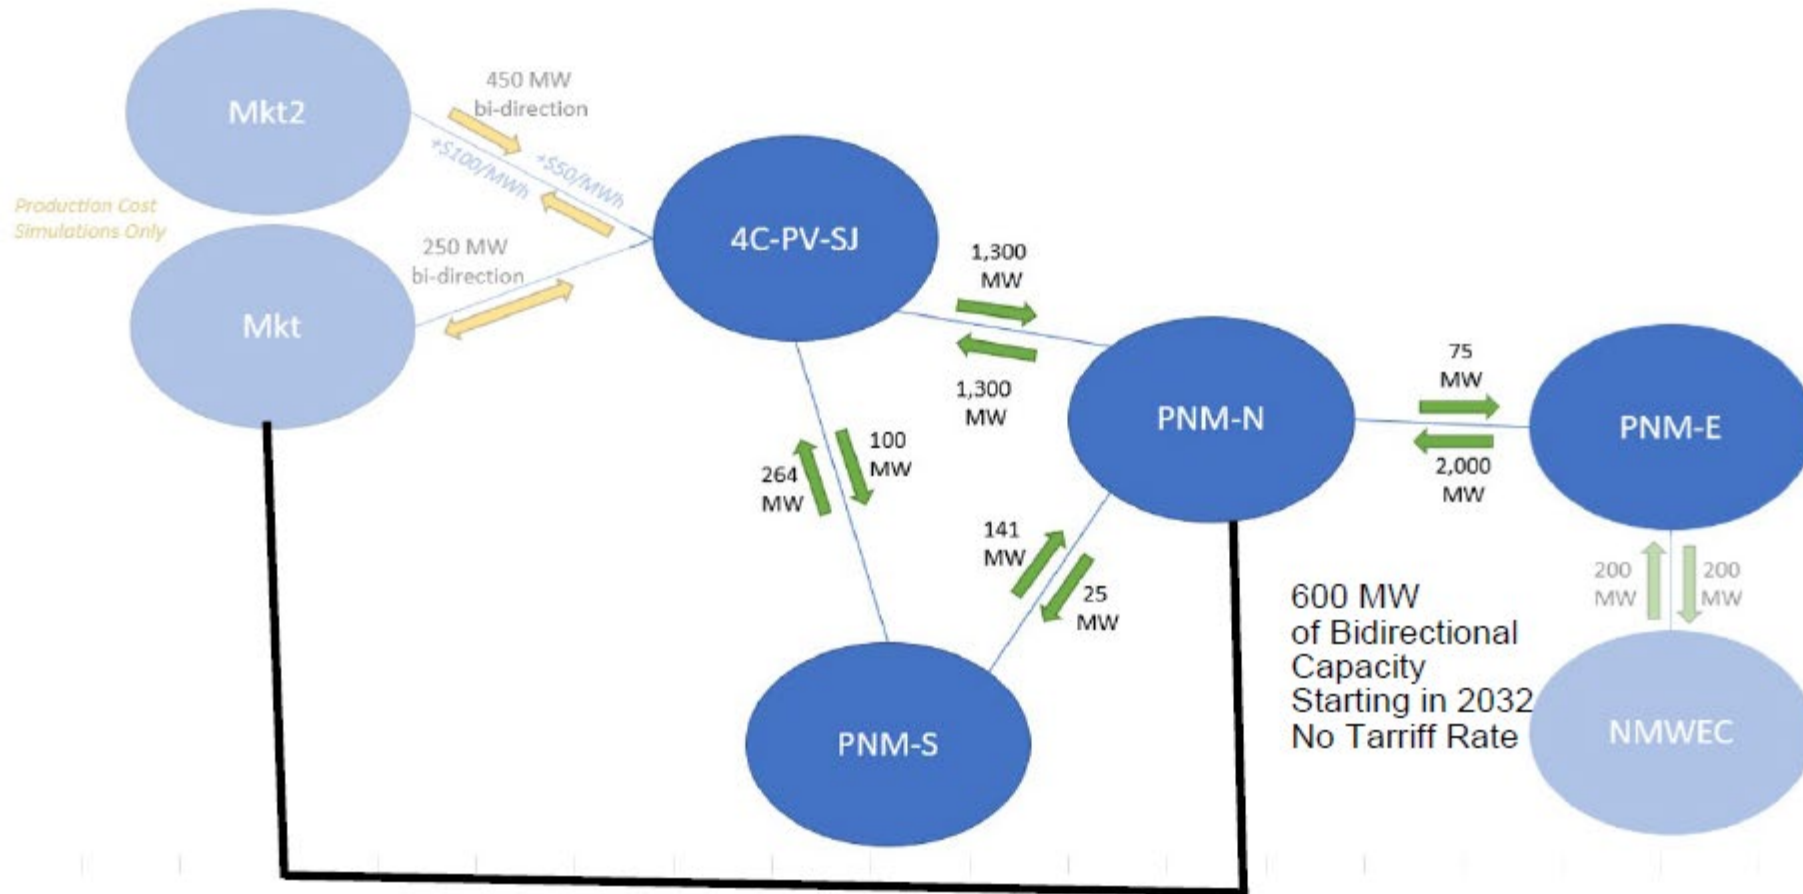 Mkt2
450 MW
bi-direction
+$100/MWh
+$50/MWh
Production Cost
Simulations Only
250 MW
bi-direction
Mkt
4C-PV-SJ
1,300
MW
1,300
MW
PNM-N
75
MW
2,000
MW
PNM-E
264
MW
100
MW
141
MW
25
MW
PNM-S
600 MW
of Bidirectional
Capacity
Starting in 2032
No Tarriff Rate
200
MW
200
MW
NMWEC